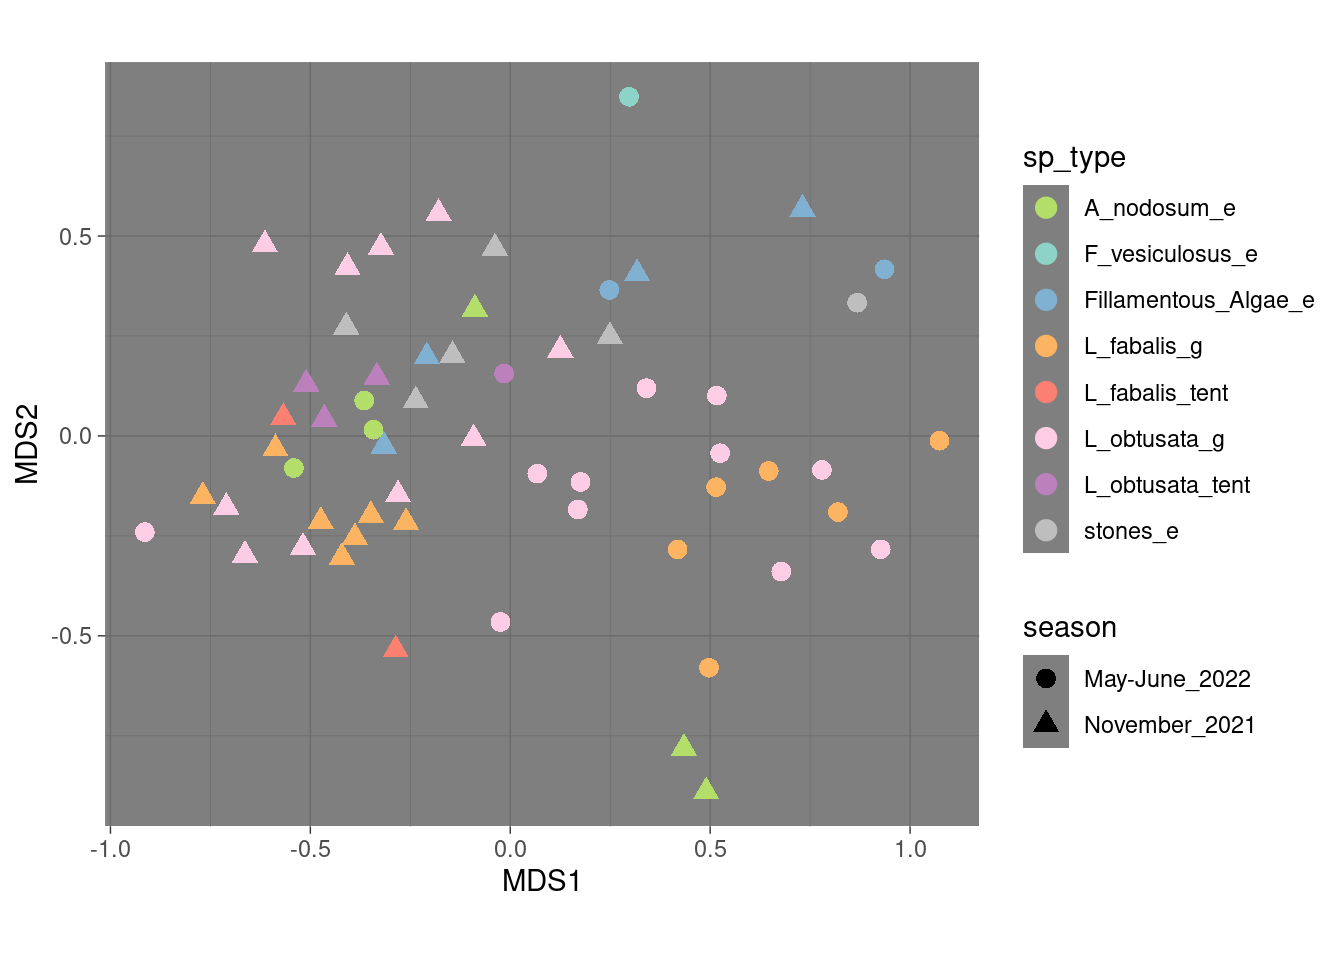 MDS2
0.5
0.0
-0.5
-1.0
-0.5
0.0
0.5
1.0
MDS1
sp_type
A_nodosum_e
F_vesiculosus_e
Fillamentous_Algae_e
L_fabalis_g
L_fabalis_tent
L_obtusata_g
L_obtusata_tent
stones_e
season
May-June_2022
November_2021